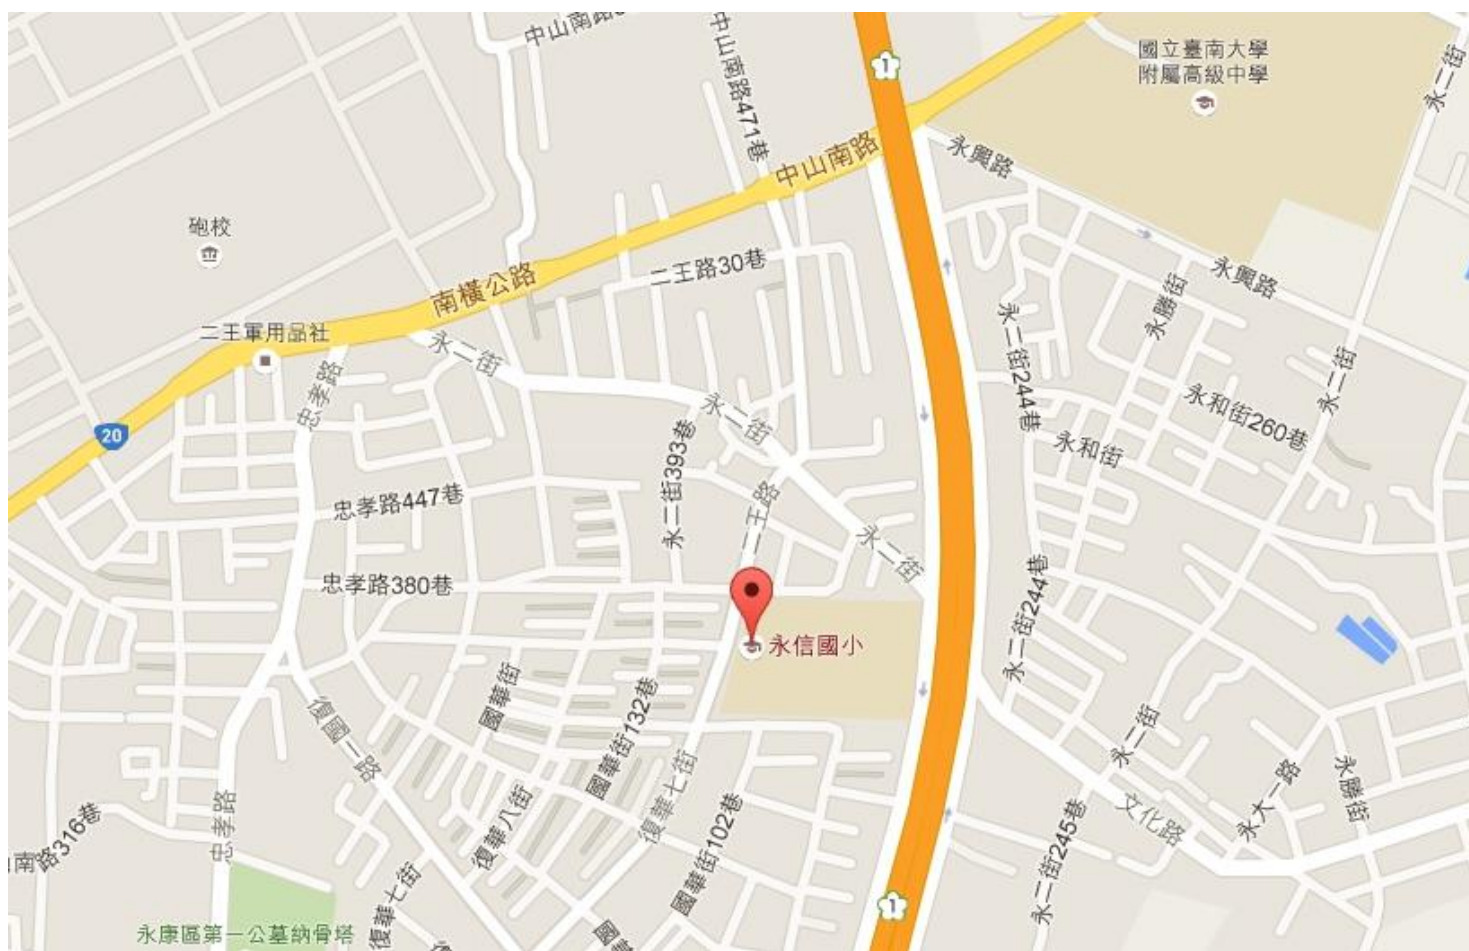 中山南路
中山南路471巷
1
國立臺南大學
附屬高級中學
永二街
中山南路
永興路
砲校
二王路30巷
南橫公路
永興路
永勝街
二王軍用品社
永二街
永二街244巷
永二街
忠孝路
永二街
永和街260巷
20
永二街393巷
永和街
忠孝路447巷
二王路
永二街
忠孝路380巷
永二街244巷
永信國小
國華街
國華街132巷
復國一路
永二街
復華七街
永大一路
永勝街
文化路
忠孝路
復華八街
國華街102巷
永二街245巷
南路316巷
復華七街
1
永康區第一公墓納骨塔
國